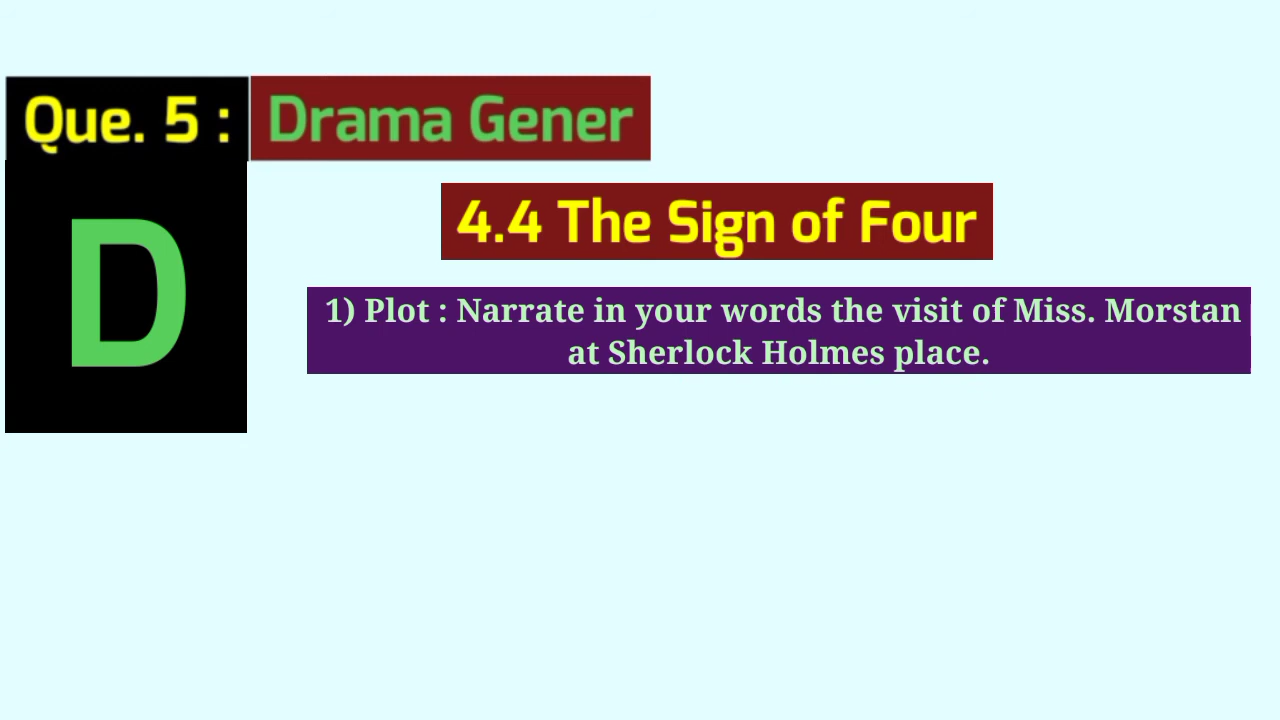 Que. 5 : Drama Gener
D
4.4 The Sign of Four
1) Plot : Narrate in your words the visit of Miss. Morstan
at Sherlock Holmes place.